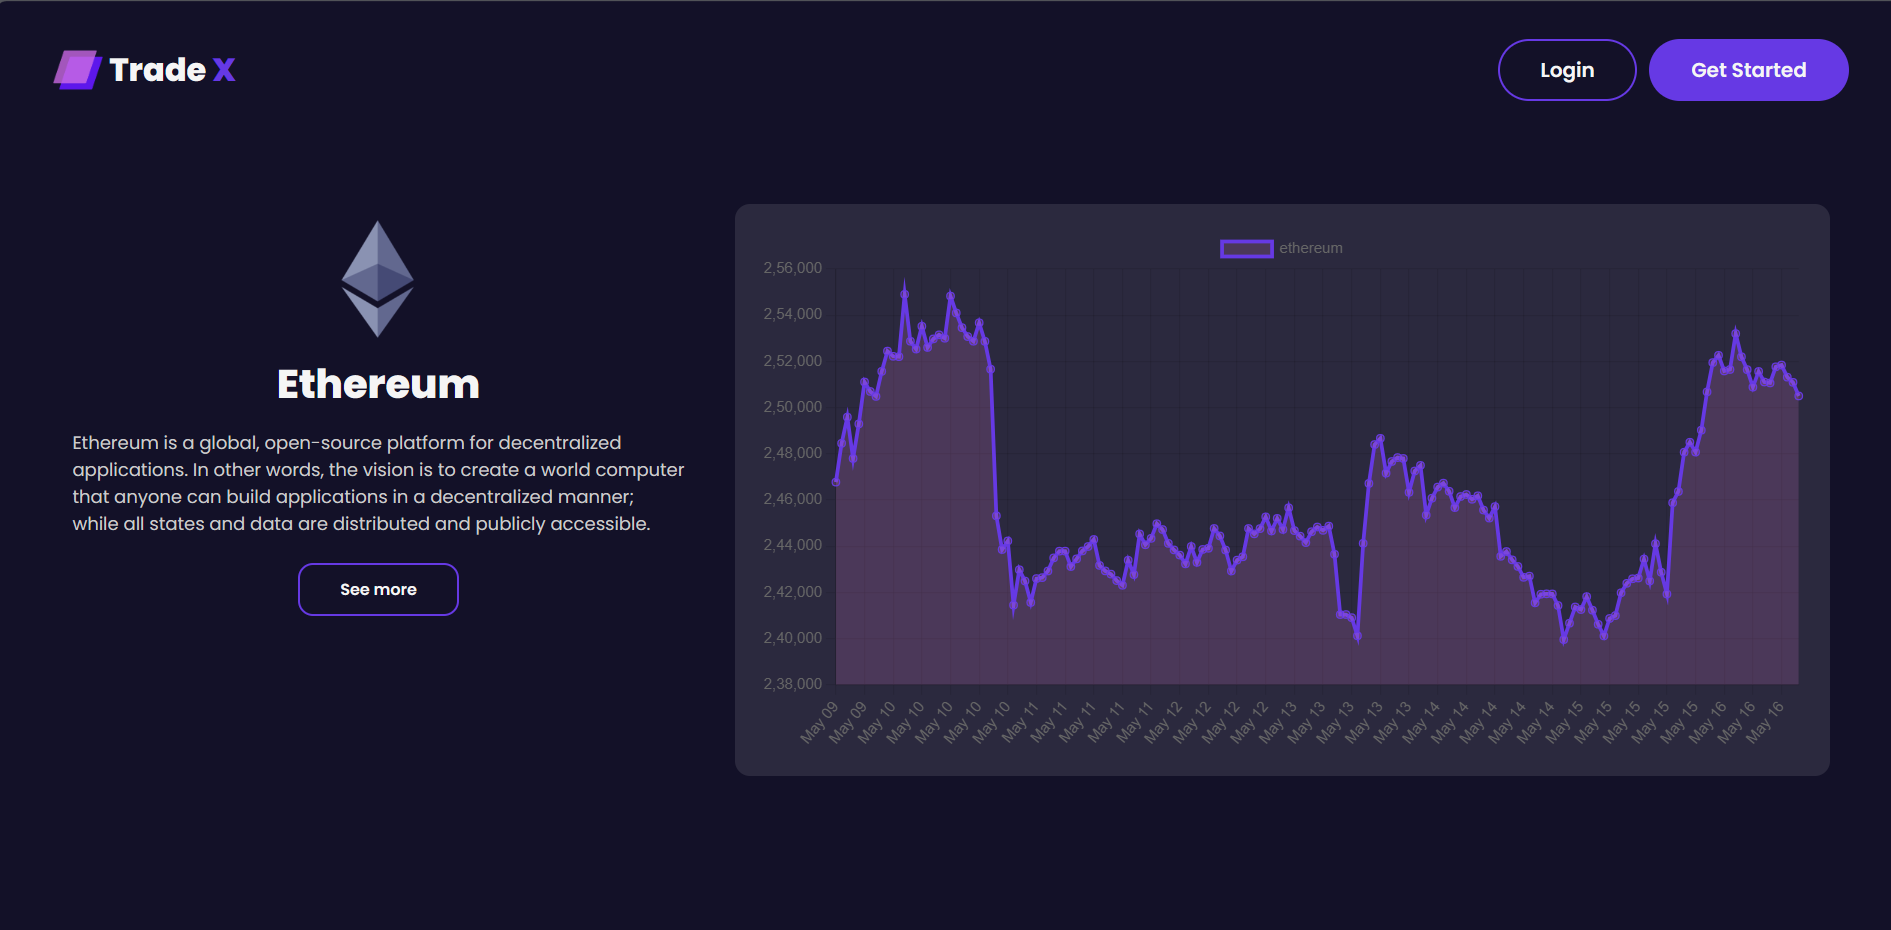 Trade X
Login
Get Started
Ethereum
Ethereum is a global, open-source platform for decentralized
applications. In other words, the vision is to create a world computer
that anyone can build applications in a decentralized manner;
while all states and data are distributed and publicly accessible.
See more
ethereum
2,56,000
2,54,000
2,52,000
2,50,000
2,48,000
2,46,000
2,44,000
2,42,000
2,40,000
2,38,000
May 09
May 09
May 10
May 10
May 10
May 10
May 10
May 11
May 11
May 11
May 11
May 11
May 12
May 12
May 12
May 12
May 13
May 13
May 13
May 13
May 13
May 14
May 14
May 14
May 14
May 14
May 15
May 15
May 15
May 15
May 15
May 16
May 16
May 16